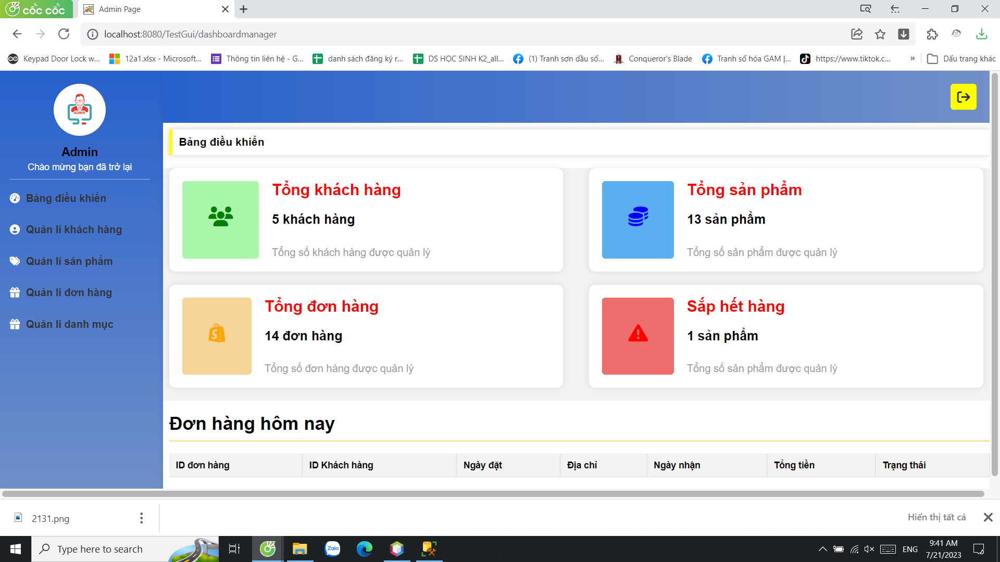 cốc cốc
Admin Page
localhost:8080/TestGui/dashboardmanager
Keypad Door Lock w...
12a1.xlsx - Microsoft...
Thông tin liên hệ - G...
danh sách đăng ký r...
DS HỌC SINH K2_all...
(1) Tranh sơn dầu số...
Conqueror's Blade
Tranh số hóa GAM |...
https://www.tiktok.c...
»
Dấu trang khác
ADMIN
Admin
Chào mừng bạn đã trở lại
Bảng điều khiển
Quản lí khách hàng
Quản lí sản phẩm
Quản lí đơn hàng
Quản lí danh mục
Bảng điều khiển
Tổng khách hàng
5 khách hàng
Tổng số khách hàng được quản lý
Tổng sản phẩm
13 sản phẩm
Tổng số sản phẩm được quản lý
Tổng đơn hàng
14 đơn hàng
Tổng số đơn hàng được quản lý
Sắp hết hàng
1 sản phẩm
Tổng số sản phẩm được quản lý
Đơn hàng hôm nay
ID đơn hàng ID Khách hàng Ngày đặt Địa chỉ Ngày nhận Tổng tiền Trạng thái
2131.png
Hiển thị tất cả
Type here to search
Zalo
ENG
9:41 AM
7/21/2023